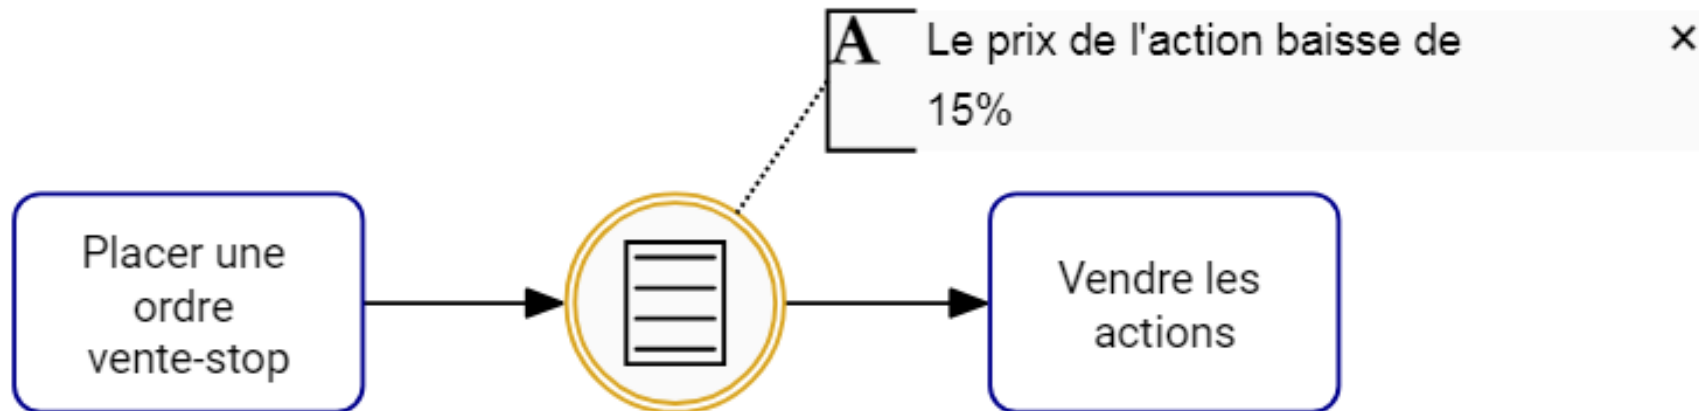 A Le prix de l'action baisse de ×
15%
Placer une
ordre
vente-stop
Vendre les
actions